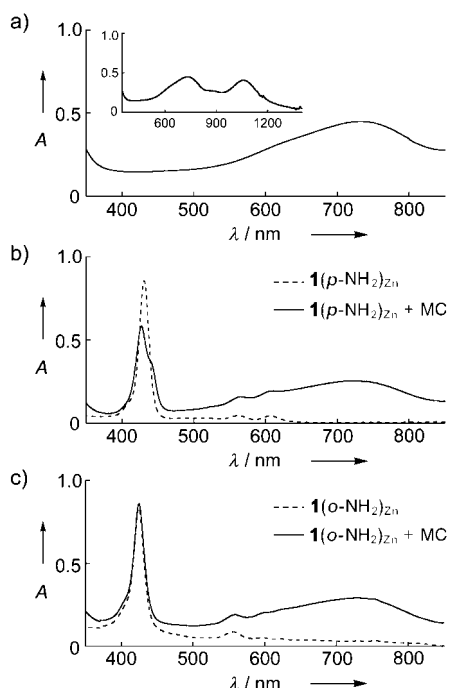 a)
1.0
0.5
0
A
1.0
0.5
0
600 900 1200
400 500 600 700 800
λ / nm
b)
1.0
0.5
0
A
1(p-NH2)Zn
1(p-NH2)Zn + MC
400 500 600 700 800
λ / nm
c)
1.0
0.5
0
A
1(o-NH2)Zn
1(o-NH2)Zn + MC
400 500 600 700 800
λ / nm